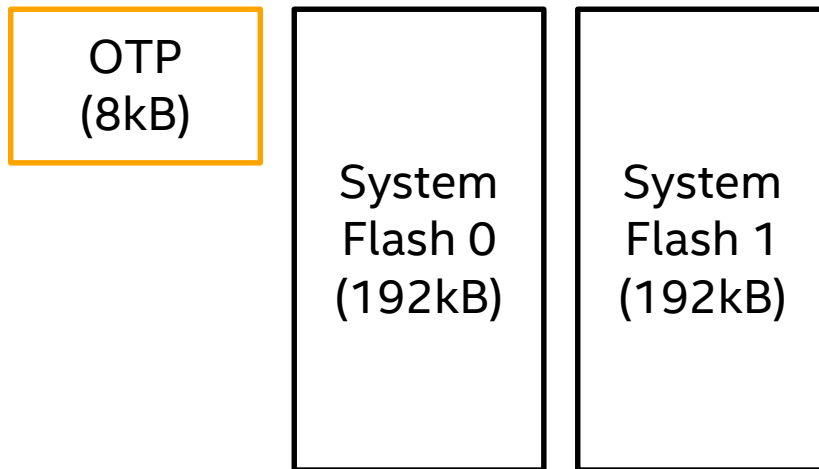 OTP
(8kB)
System
Flash 0
(192kB)
System
Flash 1
(192kB)